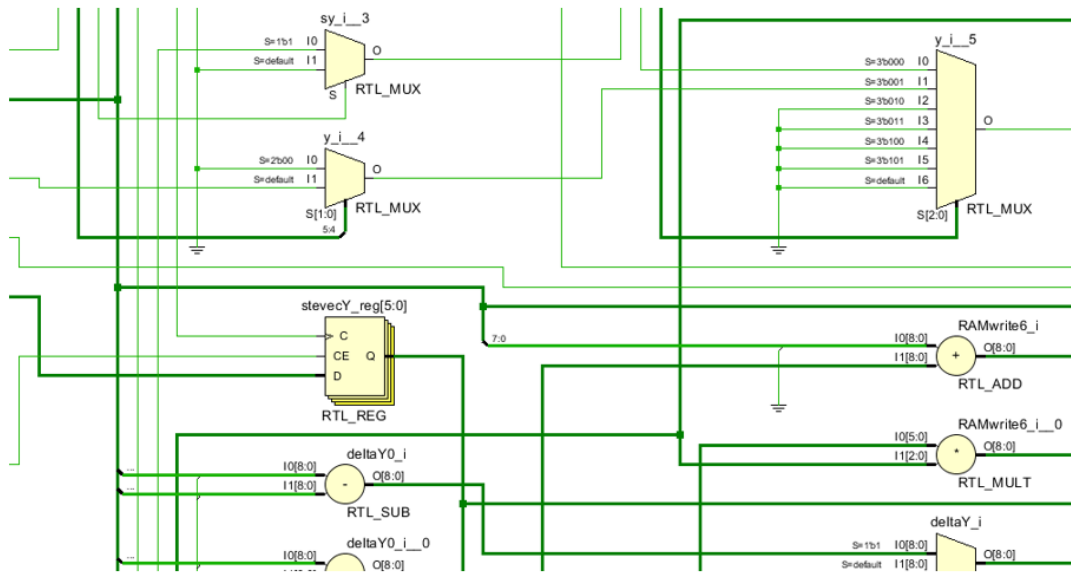 sy_i__3
S=1'b1 I0
S=default I1
O
S
RTL_MUX
y_i__4
S=2'b00 I0
S=default I1
O
S[1:0]
RTL_MUX
5:4
y_i__5
S=3'b000 I0
S=3'b001 I1
S=3'b010 I2
S=3'b011 I3
S=3'b100 I4
S=3'b101 I5
S=default I6
O
S[2:0]
RTL_MUX
stevecY_reg[5:0]
C
CE Q
D
RTL_REG
7:0
RAMwrite6_i
I0[8:0]
I1[8:0]
+
O[8:0]
RTL_ADD
RAMwrite6_i__0
I0[5:0]
I1[2:0]
*
O[8:0]
RTL_MULT
deltaY0_i
... I0[8:0]
... I1[8:0]
-
O[8:0]
RTL_SUB
deltaY0_i__0
... I0[8:0]
O[8:0]
deltaY_i
S=1'b1 I0[8:0]
S=default I1[8:0]
O[8:0]